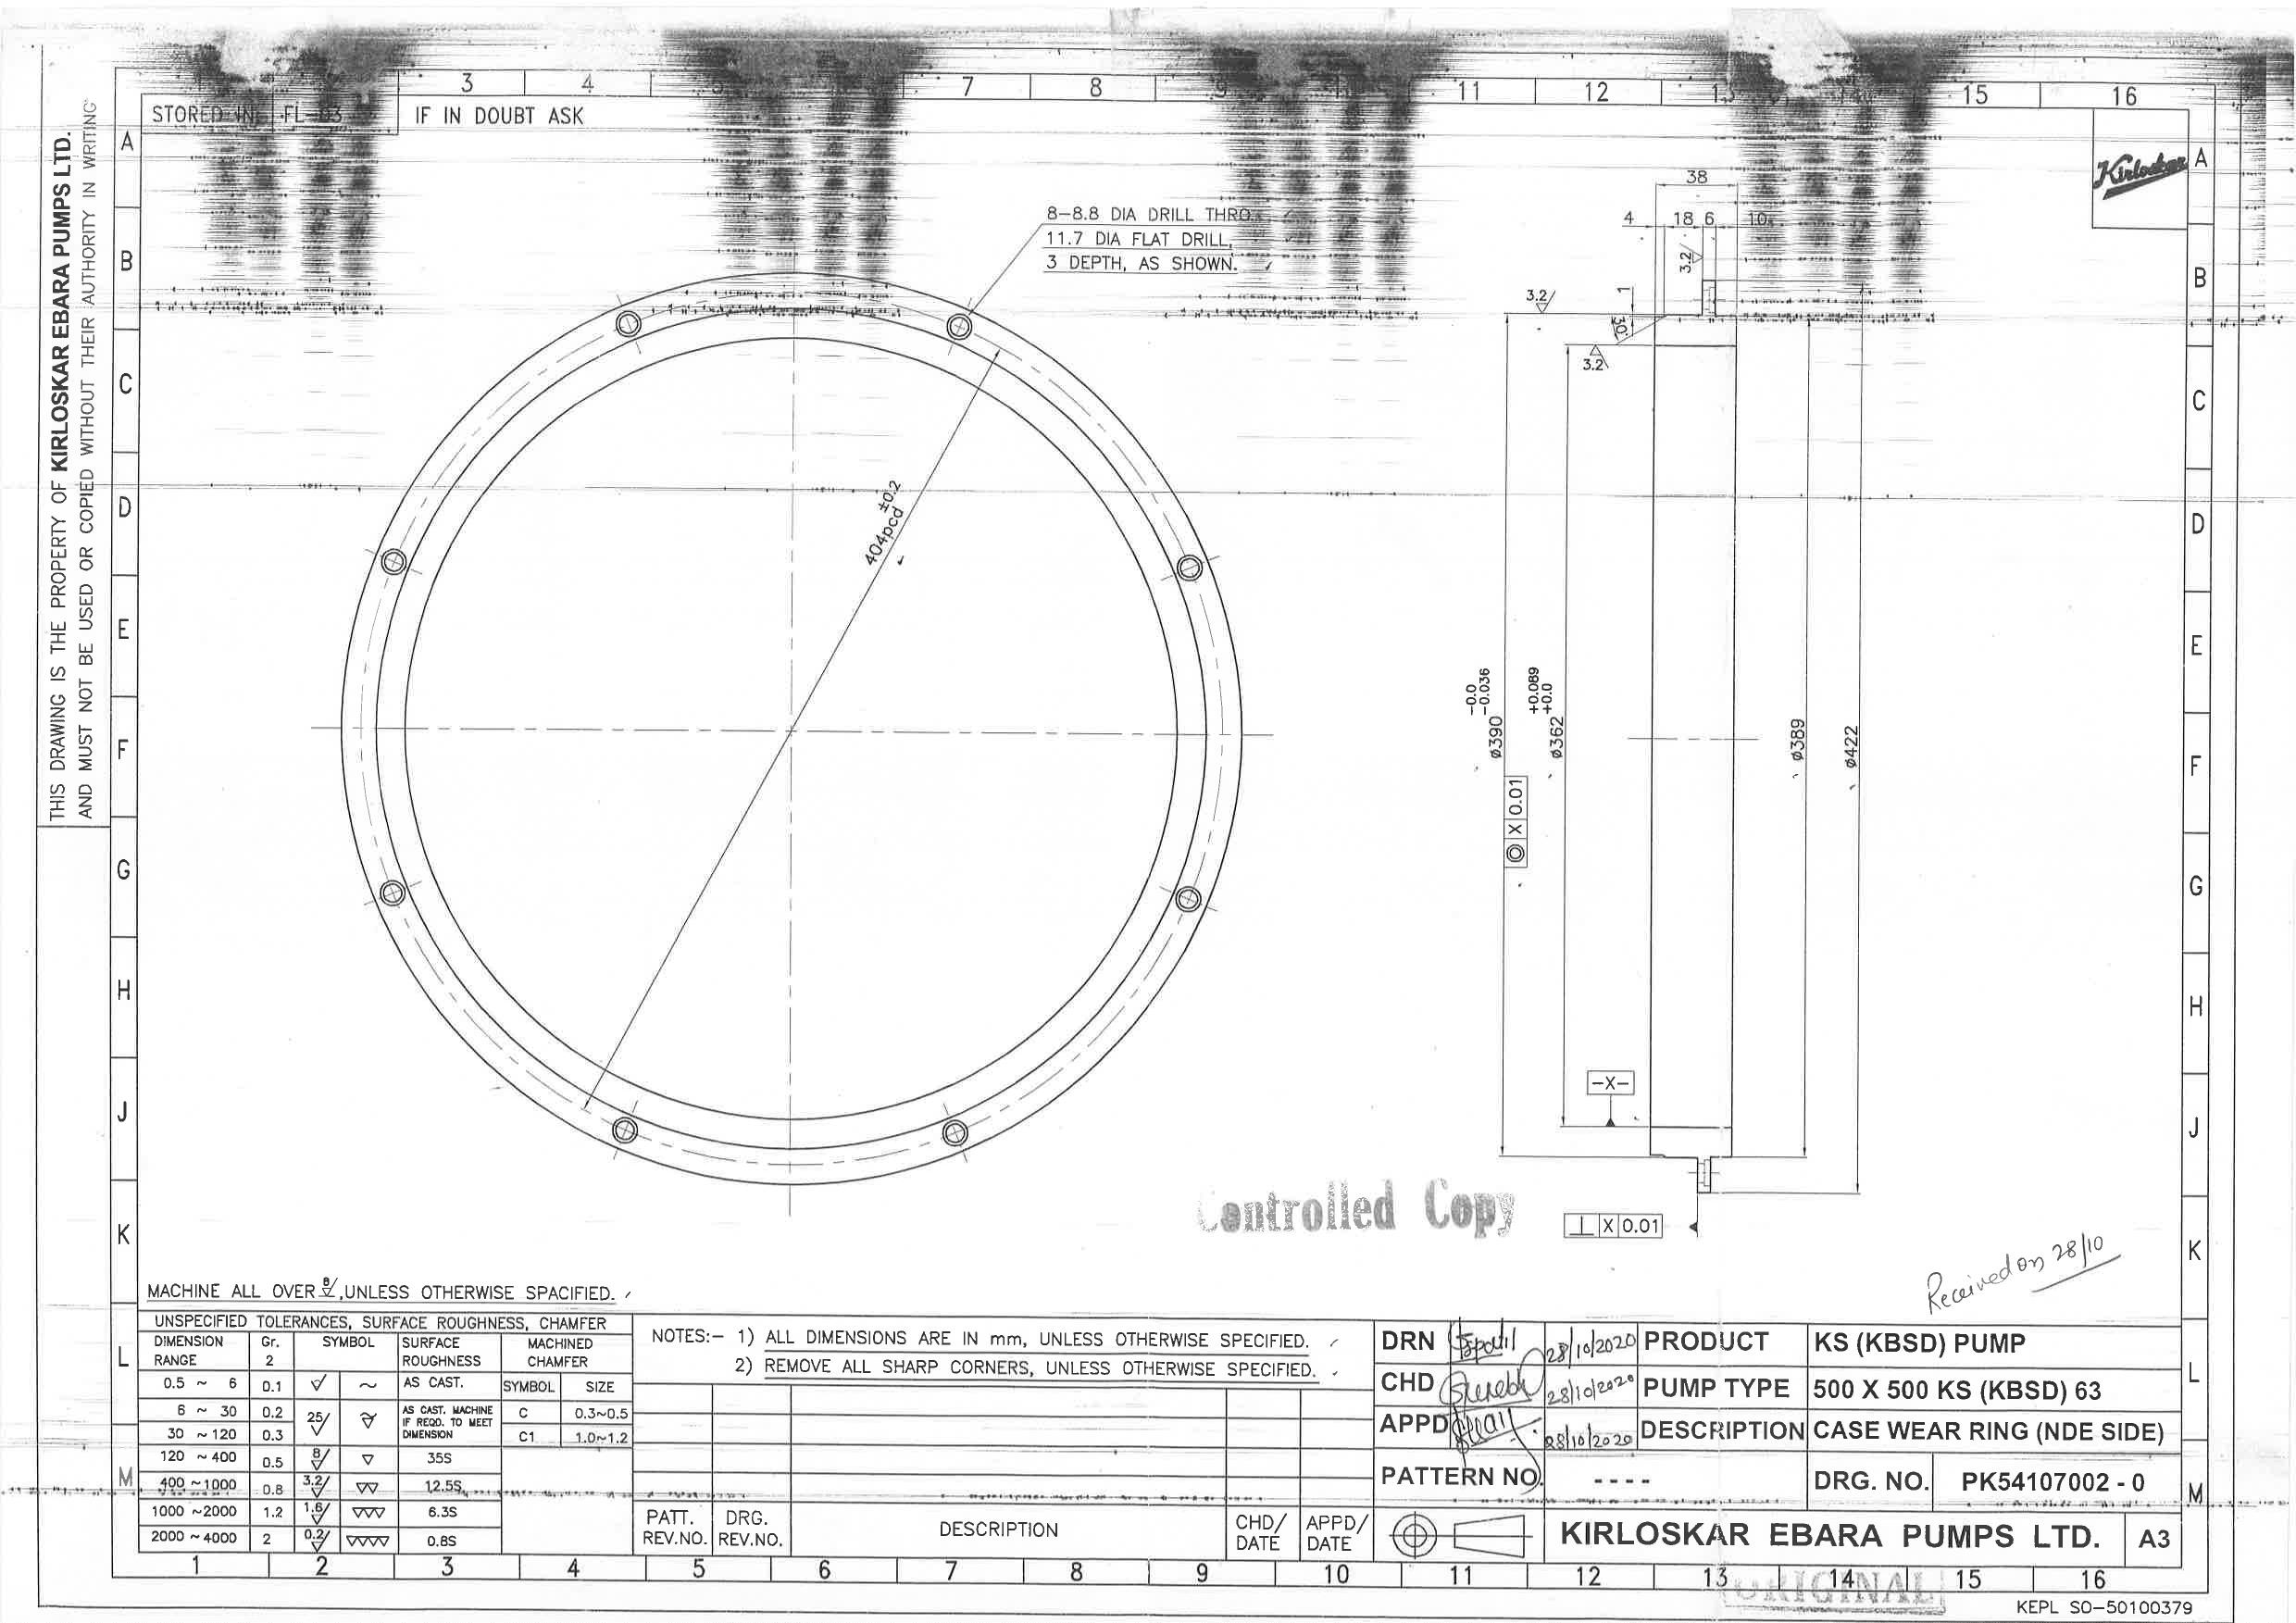 THIS DRAWING IS THE PROPERTY OF KIRLOSKAR EBARA PUMPS LTD.
AND MUST NOT BE USED OR COPIED WITHOUT THEIR AUTHORITY IN WRITING
3 4 7 8 11 12 15 16
STORED IN FL-03 IF IN DOUBT ASK
Kirloskar
A B C D E F G H J K L M
A B C D E F G H J K L M
8-8.8 DIA DRILL THRO
11.7 DIA FLAT DRILL,
3 DEPTH, AS SHOWN.
404pcd ±0.2
38
4 18 6 10
3.2
3.2
1
30°
3.2
ø390 -0.0 -0.036
ø362 +0.089 +0.0
ø389
ø422
◎ X 0.01
-X-
⊥ X 0.01
Controlled Copy
Received on 28/10
MACHINE ALL OVER 8/,UNLESS OTHERWISE SPACIFIED.
UNSPECIFIED TOLERANCES, SURFACE ROUGHNESS, CHAMFER
DIMENSION RANGE Gr. 2 SYMBOL SURFACE ROUGHNESS MACHINED CHAMFER
0.5 ~ 6 0.1 ~ AS CAST. SYMBOL SIZE
6 ~ 30 0.2 25/ AS CAST. MACHINE IF REQD. TO MEET DIMENSION C 0.3~0.5
30 ~ 120 0.3 C1 1.0~1.2
120 ~ 400 0.5 8/ ▽ 35S
400 ~1000 0.8 3.2/ ▽▽ 12.5S
1000 ~2000 1.2 1.6/ ▽▽▽ 6.3S
2000 ~ 4000 2 0.2/ ▽▽▽▽ 0.8S
NOTES:- 1) ALL DIMENSIONS ARE IN mm, UNLESS OTHERWISE SPECIFIED.
2) REMOVE ALL SHARP CORNERS, UNLESS OTHERWISE SPECIFIED.
PATT. REV.NO. DRG. REV.NO. DESCRIPTION CHD/ DATE APPD/ DATE
DRN 28/10/2020 PRODUCT KS (KBSD) PUMP
CHD 28/10/2020 PUMP TYPE 500 X 500 KS (KBSD) 63
APPD 28/10/2020 DESCRIPTION CASE WEAR RING (NDE SIDE)
PATTERN NO. ---- DRG. NO. PK54107002 - 0
KIRLOSKAR EBARA PUMPS LTD. A3
1 2 3 4 5 6 7 8 9 10 11 12 13 14 15 16
ORIGINAL
KEPL SO-50100379